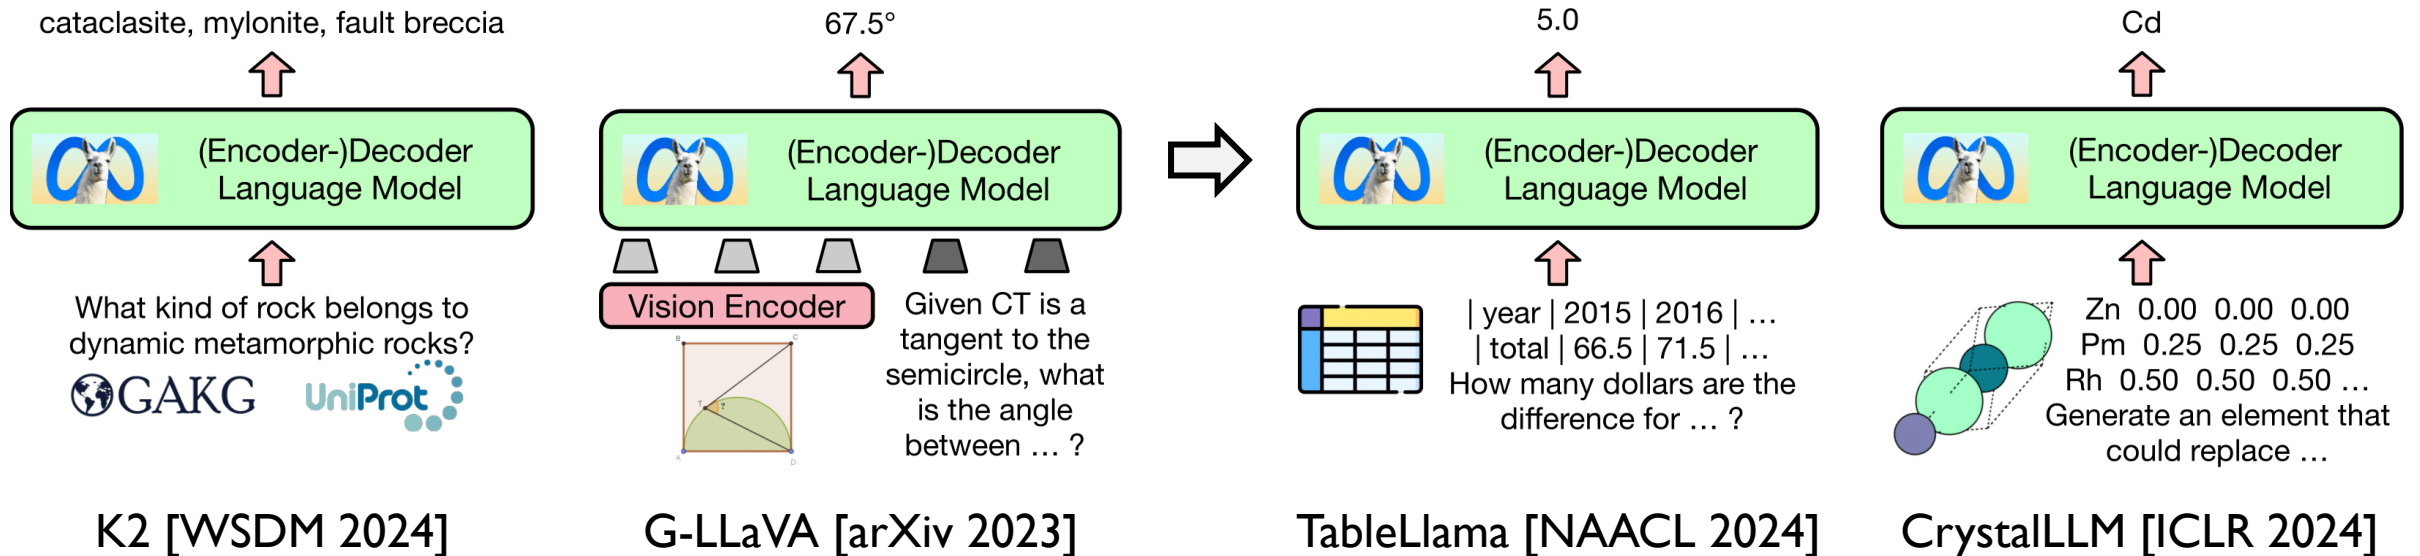 cataclasite, mylonite, fault breccia
(Encoder-)Decoder
Language Model
What kind of rock belongs to
dynamic metamorphic rocks?
GAKG
UniProt
K2 [WSDM 2024]
67.5°
(Encoder-)Decoder
Language Model
Vision Encoder
Given CT is a
tangent to the
semicircle, what
is the angle
between ... ?
B
C
T
?
A
D
G-LLaVA [arXiv 2023]
5.0
(Encoder-)Decoder
Language Model
| year | 2015 | 2016 | ...
| total | 66.5 | 71.5 | ...
How many dollars are the
difference for ... ?
TableLlama [NAACL 2024]
Cd
(Encoder-)Decoder
Language Model
Zn 0.00 0.00 0.00
Pm 0.25 0.25 0.25
Rh 0.50 0.50 0.50 ...
Generate an element that
could replace ...
CrystalLLM [ICLR 2024]